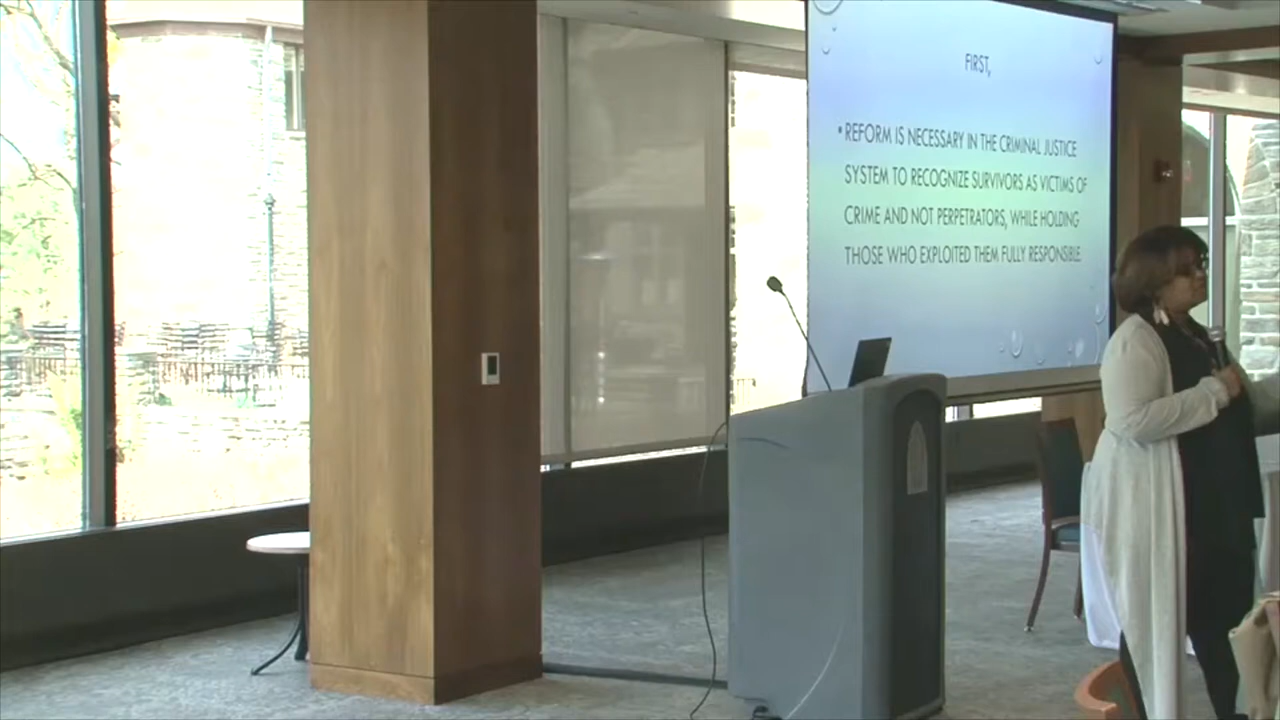 FIRST,
• REFORM IS NECESSARY IN THE CRIMINAL JUSTICE
SYSTEM TO RECOGNIZE SURVIVORS AS VICTIMS OF
CRIME AND NOT PERPETRATORS, WHILE HOLDING
THOSE WHO EXPLOITED THEM FULLY RESPONSIBLE.